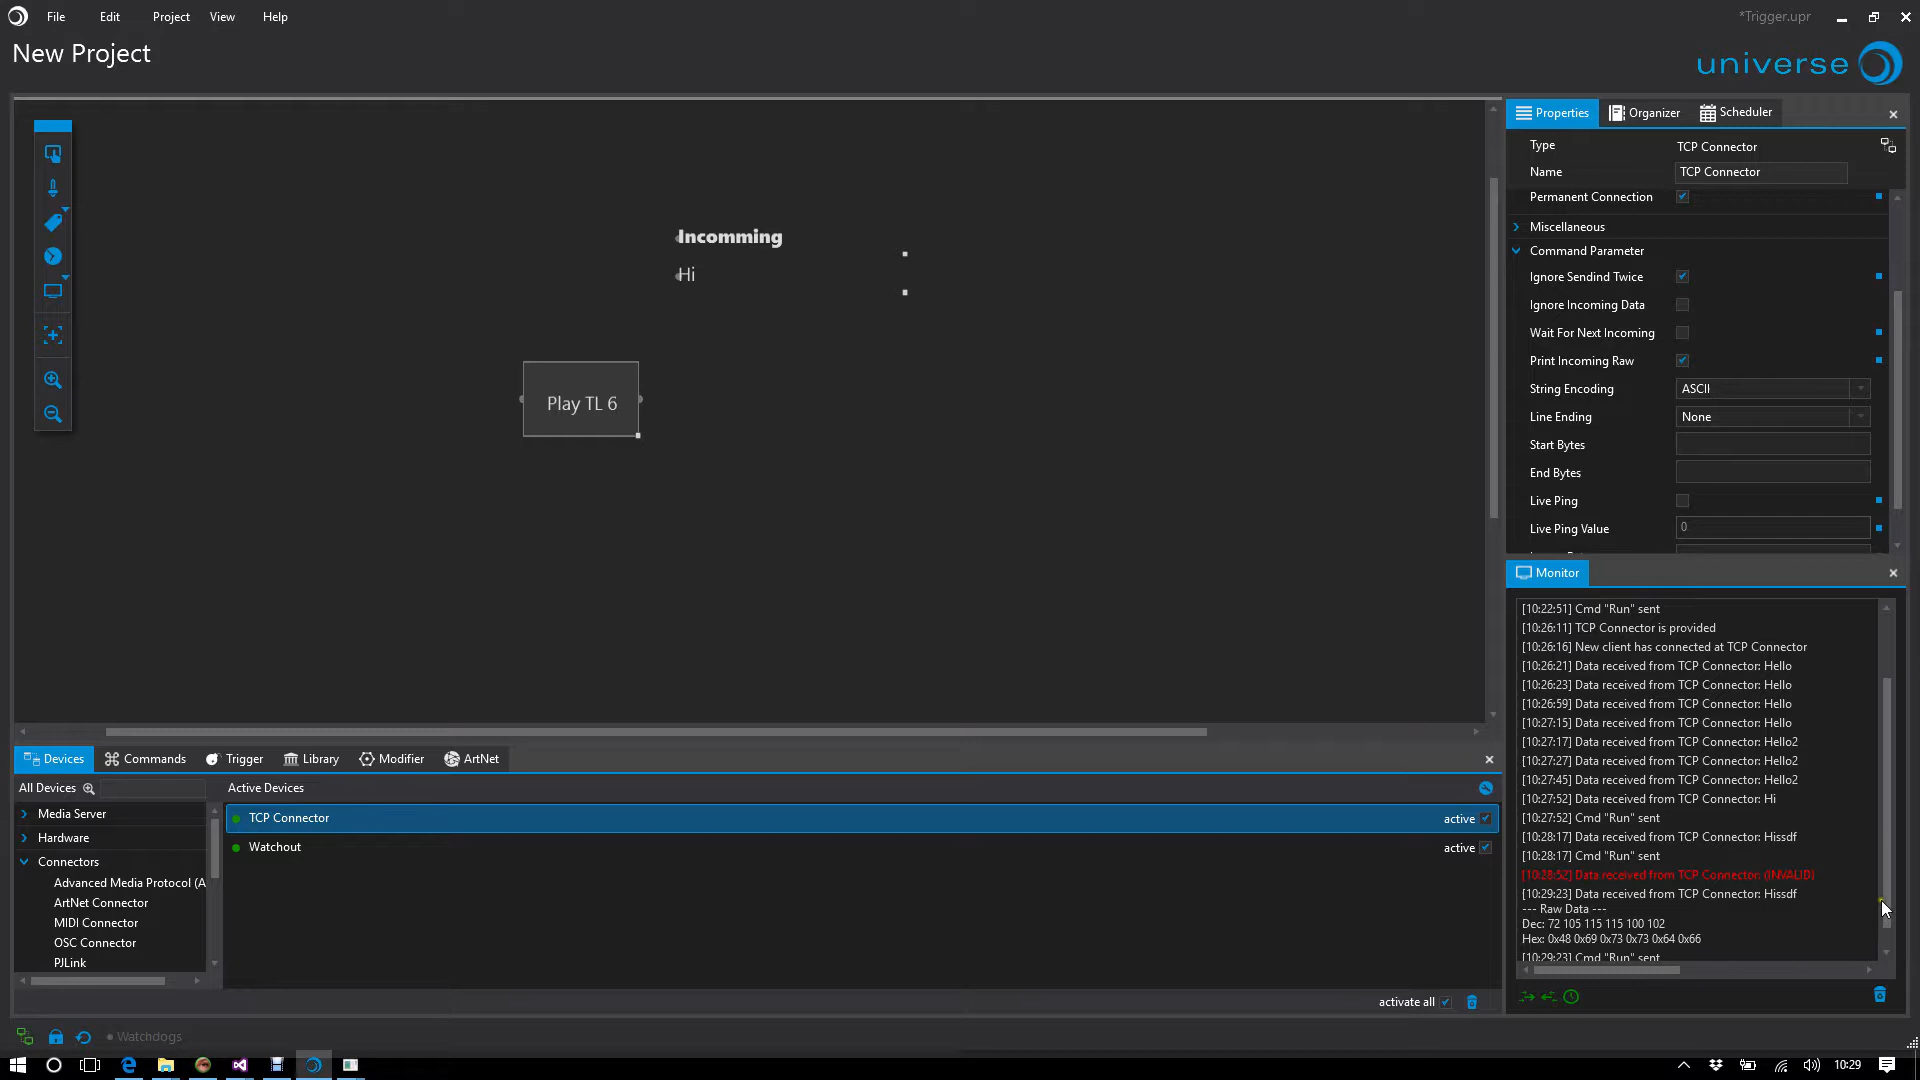 File Edit Project View Help
*Trigger.upr
New Project
universe
Incomming
Hi
Play TL 6
Properties Organizer Scheduler
Type TCP Connector
Name TCP Connector
Permanent Connection
Miscellaneous
Command Parameter
Ignore Sendind Twice
Ignore Incoming Data
Wait For Next Incoming
Print Incoming Raw
String Encoding ASCII
Line Ending None
Start Bytes
End Bytes
Live Ping
Live Ping Value 0
Monitor
[10:22:51] Cmd "Run" sent
[10:26:11] TCP Connector is provided
[10:26:16] New client has connected at TCP Connector
[10:26:21] Data received from TCP Connector: Hello
[10:26:23] Data received from TCP Connector: Hello
[10:26:59] Data received from TCP Connector: Hello
[10:27:15] Data received from TCP Connector: Hello
[10:27:17] Data received from TCP Connector: Hello2
[10:27:27] Data received from TCP Connector: Hello2
[10:27:45] Data received from TCP Connector: Hello2
[10:27:52] Data received from TCP Connector: Hi
[10:27:52] Cmd "Run" sent
[10:28:17] Data received from TCP Connector: Hissdf
[10:28:17] Cmd "Run" sent
[10:28:52] Data received from TCP Connector: (INVALID)
[10:29:23] Data received from TCP Connector: Hissdf
--- Raw Data ---
Dec: 72 105 115 115 100 102
Hex: 0x48 0x69 0x73 0x73 0x64 0x66
[10:29:23] Cmd "Run" sent
Devices Commands Trigger Library Modifier ArtNet
All Devices
Active Devices
Media Server
Hardware
Connectors
Advanced Media Protocol (A
ArtNet Connector
MIDI Connector
OSC Connector
PJLink
TCP Connector active
Watchout active
activate all
Watchdogs
10:29